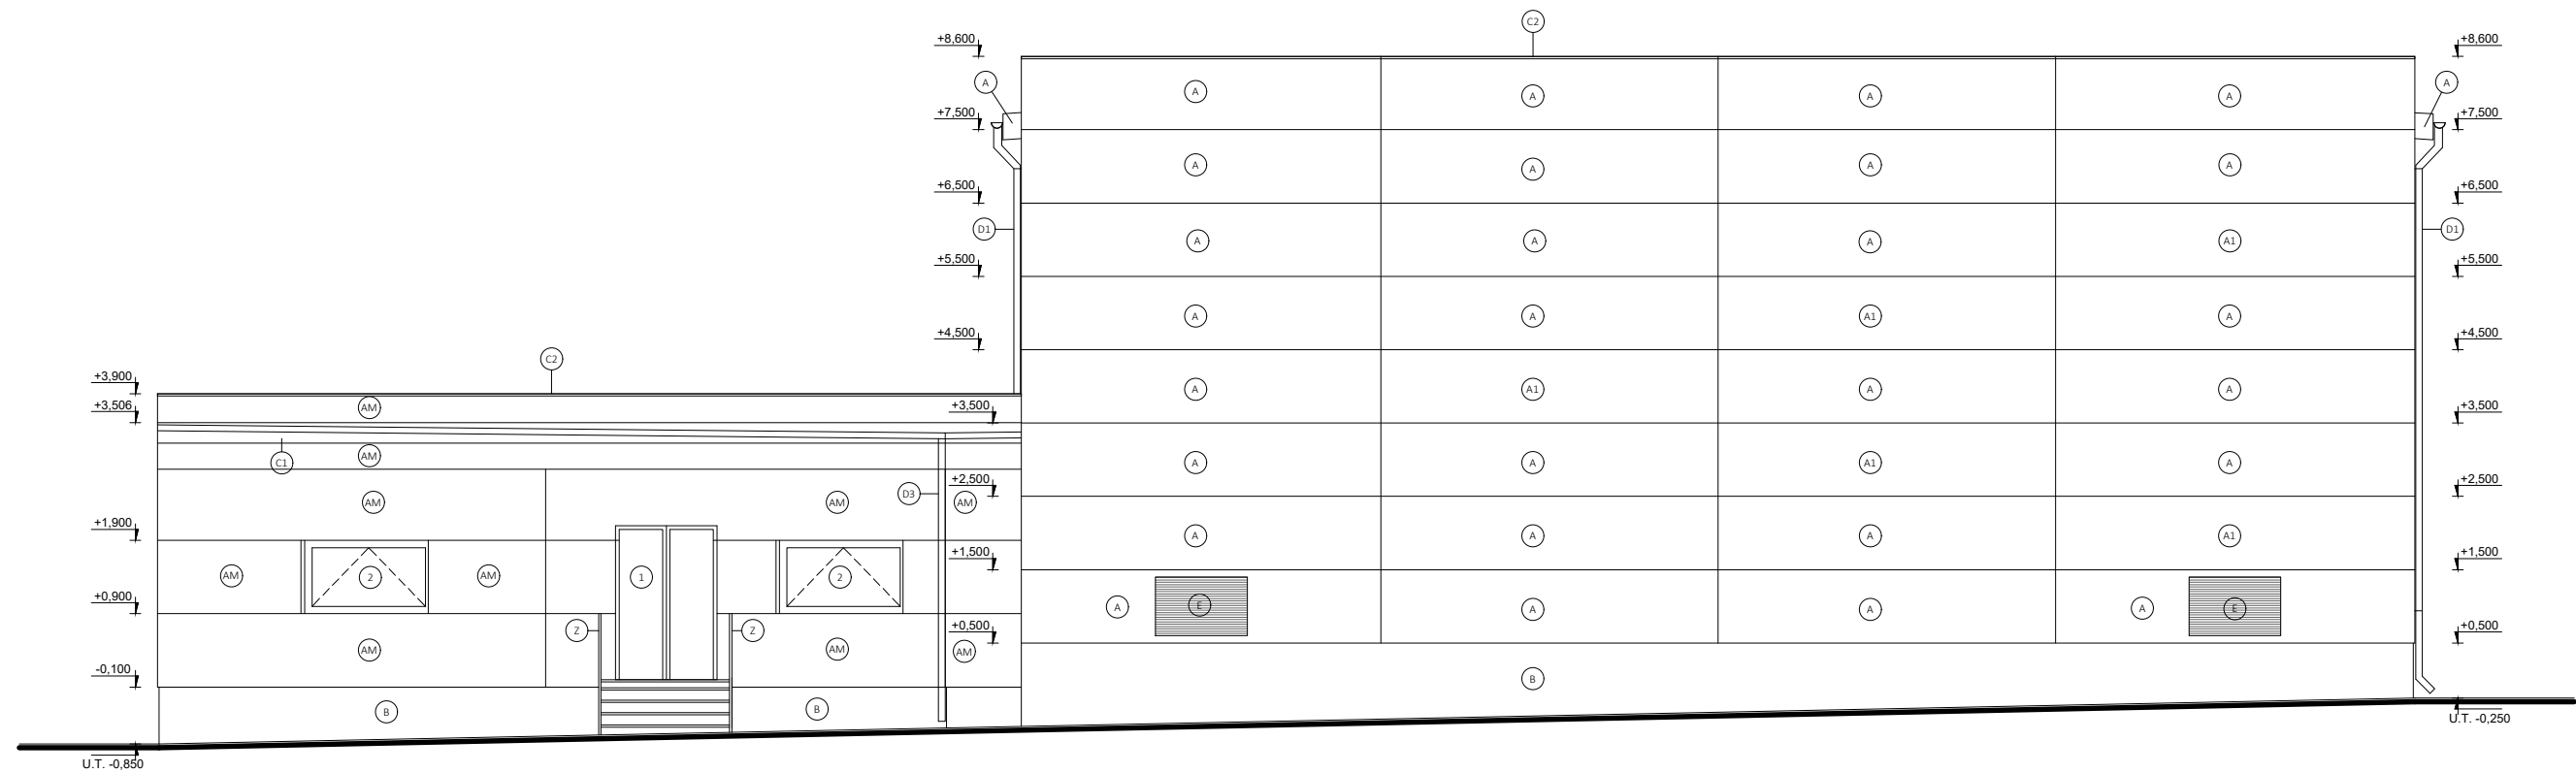 C2
+8,600 +8,600
A A
A A A A
+7,500 +7,500
A A A A
+6,500 +6,500
D1 D1
A A A A1
+5,500 +5,500
A A A1 A
+4,500 +4,500
C2
+3,900
A A1 A A
+3,506 AM +3,500 +3,500
C1 AM
A A A1 A
+2,500 +2,500
D3
AM AM AM
+1,900
A A A A1
+1,500 +1,500
AM 2 AM 1 2
+0,900
A E A A A E
Z Z +0,500 +0,500
AM AM AM
-0,100
B
B B
U.T. -0,250
U.T. -0,850